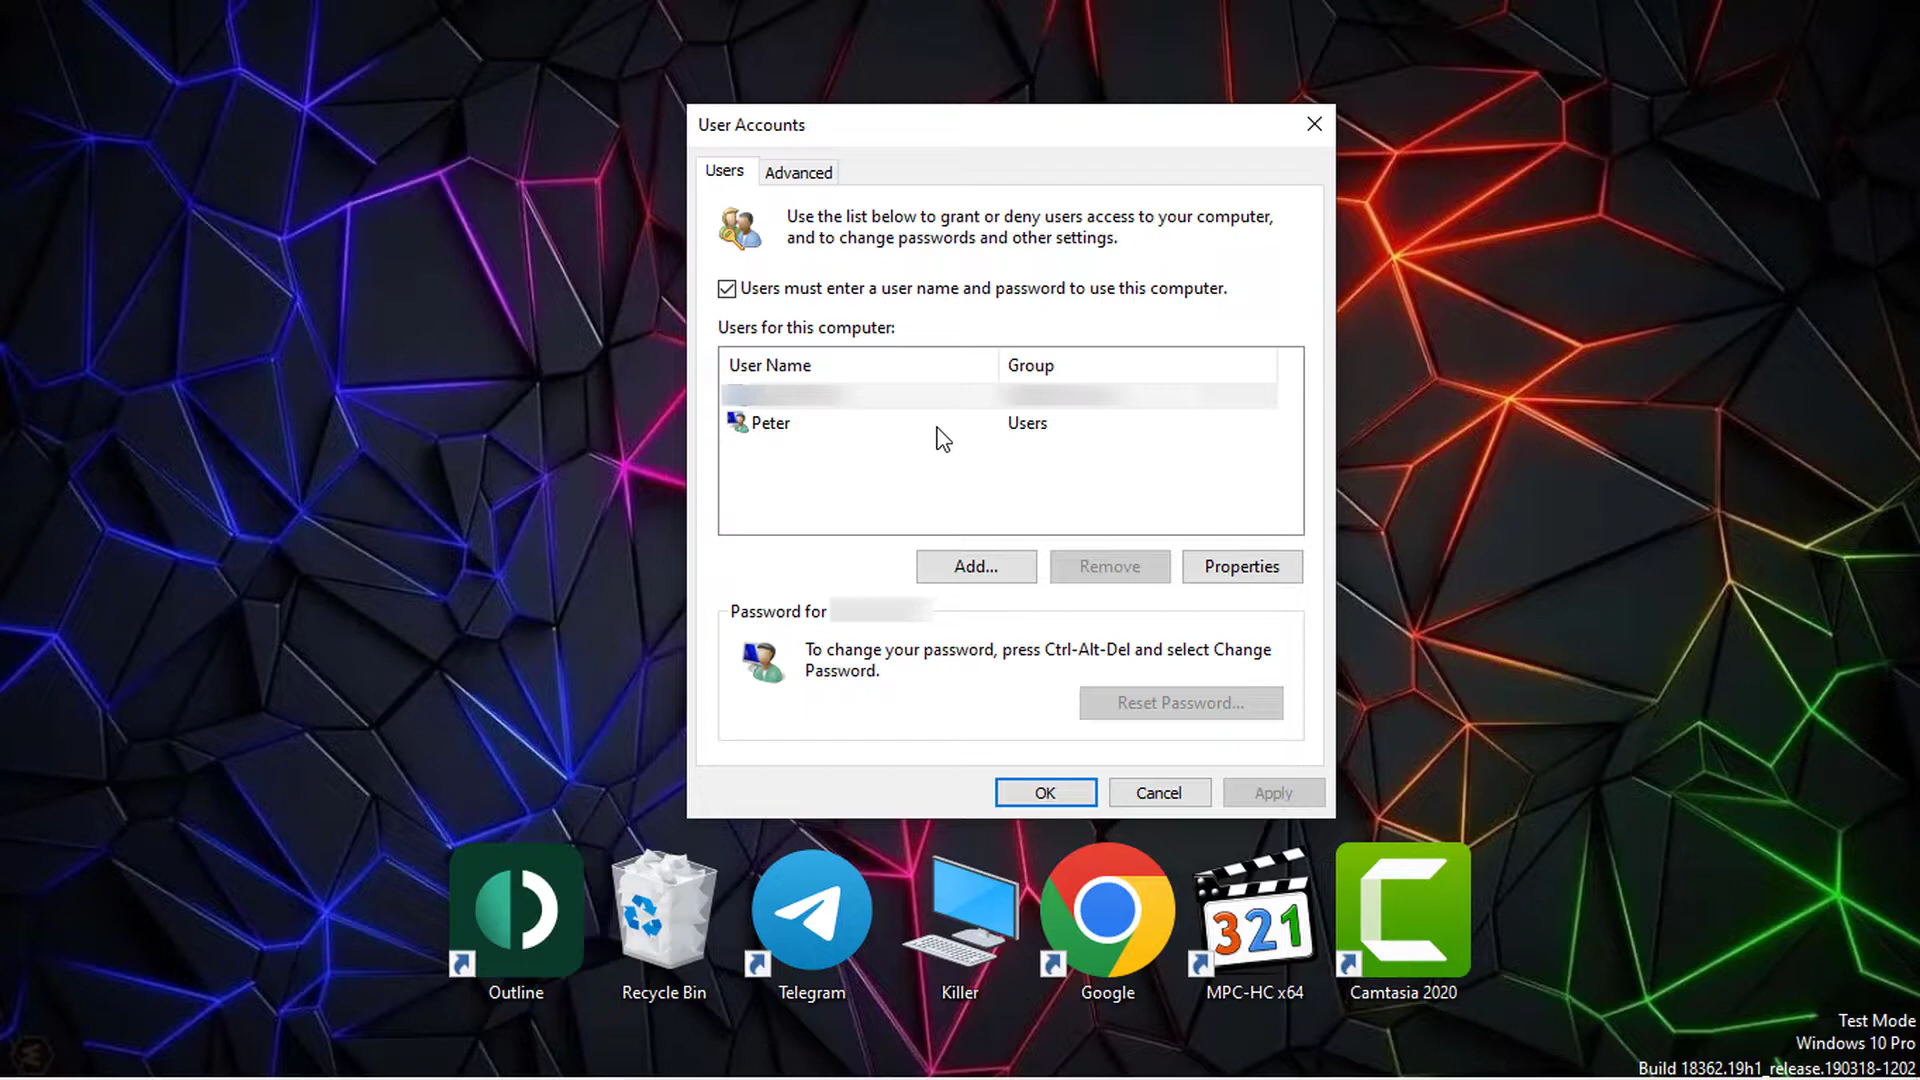 User Accounts
Users
Advanced
Use the list below to grant or deny users access to your computer,
and to change passwords and other settings.
Users must enter a user name and password to use this computer.
Users for this computer:
User Name
Group
Peter
Users
Add...
Remove
Properties
Password for
To change your password, press Ctrl-Alt-Del and select Change
Password.
Reset Password...
OK
Cancel
Apply
321
Outline
Recycle Bin
Telegram
Killer
Google
MPC-HC x64
Camtasia 2020
Test Mode
Windows 10 Pro
Build 18362.19h1_release.190318-1202